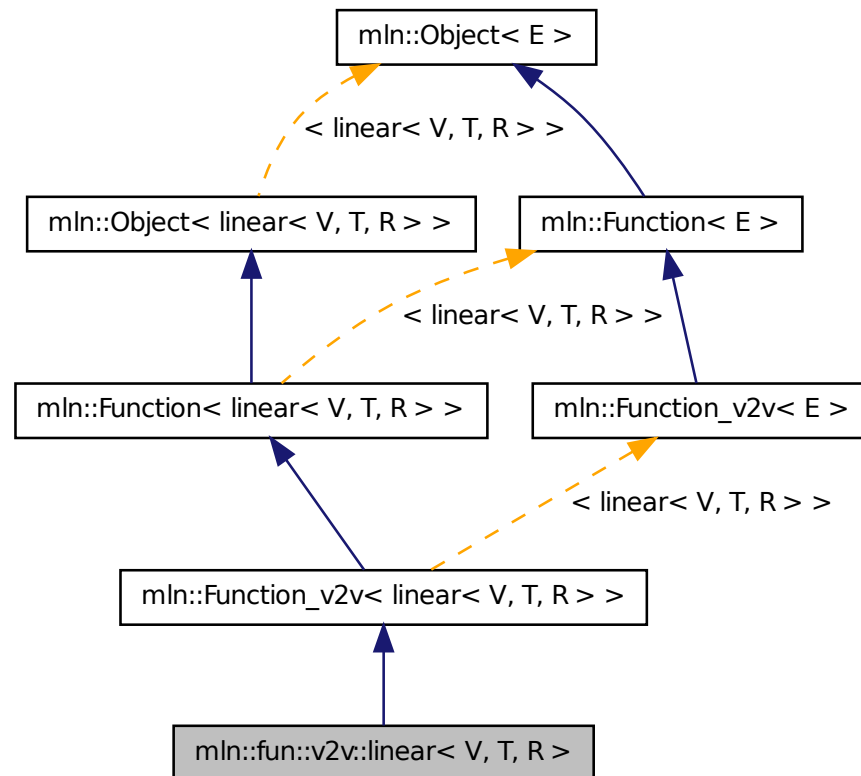 mln::Object< E >
< linear< V, T, R > >
mln::Object< linear< V, T, R > >
mln::Function< E >
< linear< V, T, R > >
mln::Function< linear< V, T, R > >
mln::Function_v2v< E >
< linear< V, T, R > >
mln::Function_v2v< linear< V, T, R > >
mln::fun::v2v::linear< V, T, R >